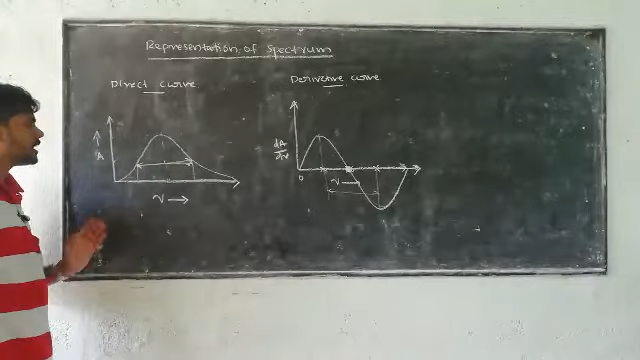 Representation of Spectrum
Direct curve
Derivative curve
A
ν
dA
dν
0
ν